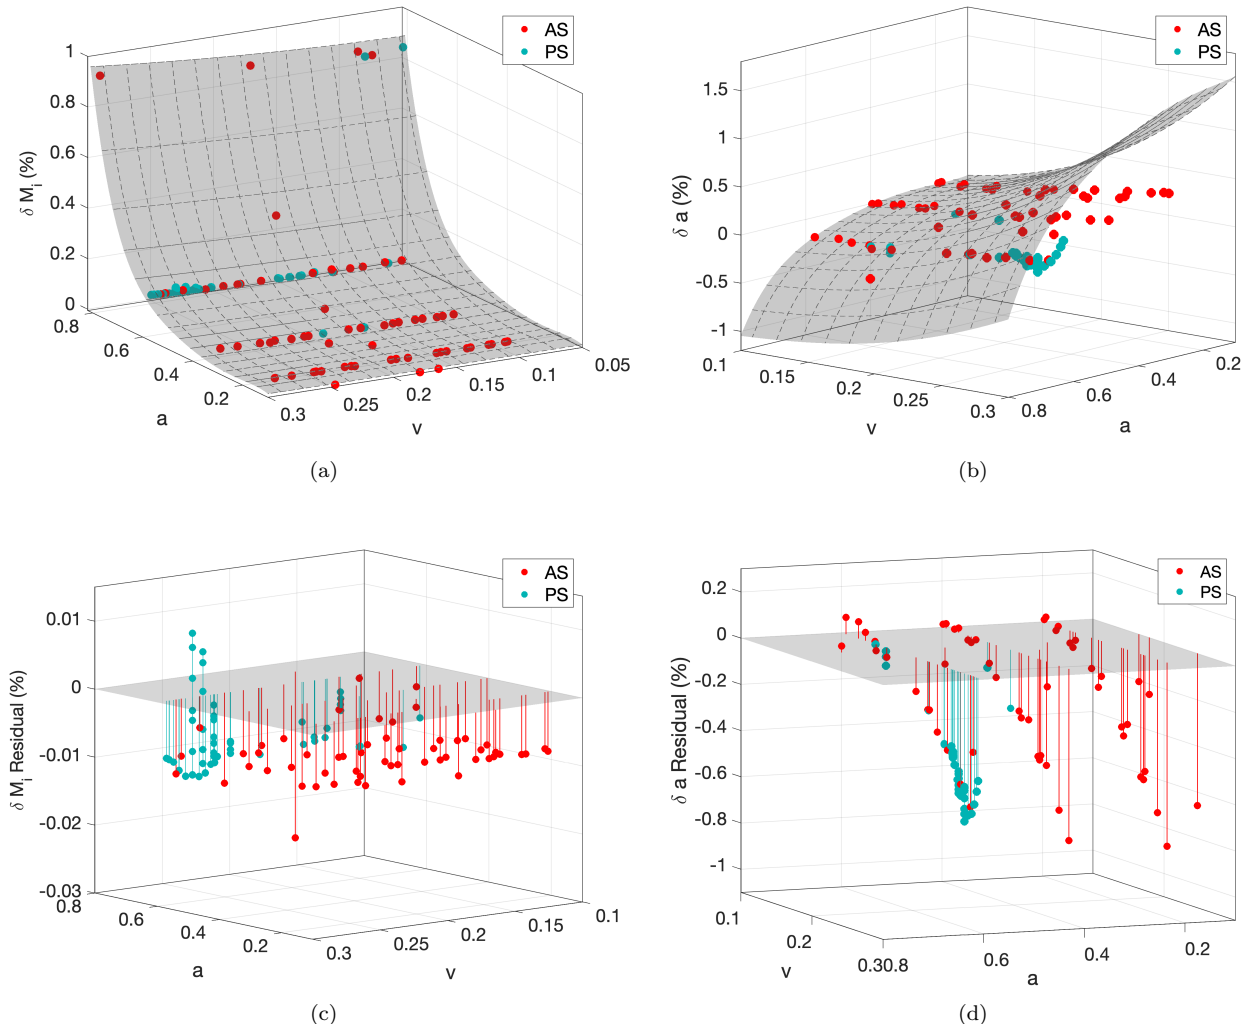 AS
PS
1
0.8
0.6
0.4
0.2
0
δ M_i (%)
0.8
0.6
0.4
0.2
a
0.3
0.25
0.2
0.15
0.1
0.05
v
(a)
AS
PS
1.5
1
0.5
0
-0.5
-1
δ a (%)
0.1
0.15
0.2
0.25
0.3
v
0.8
0.6
0.4
0.2
a
(b)
AS
PS
0.01
0
-0.01
-0.02
-0.03
δ M_i Residual (%)
0.8
0.6
0.4
0.2
a
0.3
0.25
0.2
0.15
0.1
v
(c)
AS
PS
0.2
0
-0.2
-0.4
-0.6
-0.8
-1
δ a Residual (%)
0.1
0.2
0.3
v
0.8
0.6
0.4
0.2
a
(d)